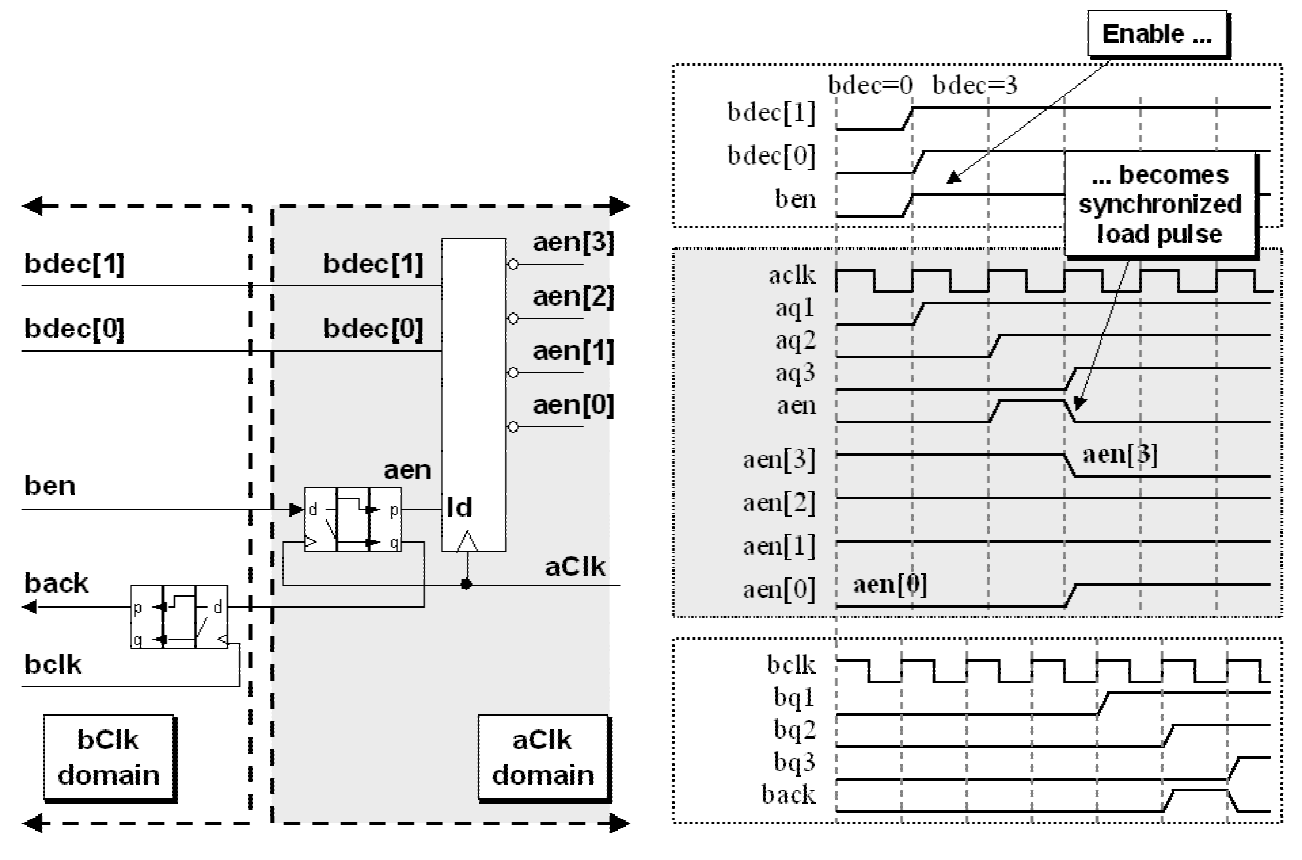 bdec[1]
bdec[0]
ben
back
bclk
bClk
domain
bdec[1]
bdec[0]
aen[3]
aen[2]
aen[1]
aen[0]
aen
ld
d
p
q
aClk
p
d
q
aClk
domain
Enable ...
bdec=0 bdec=3
bdec[1]
bdec[0]
ben
... becomes
synchronized
load pulse
aclk
aq1
aq2
aq3
aen
aen[3] aen[3]
aen[2]
aen[1]
aen[0] aen[0]
bclk
bq1
bq2
bq3
back